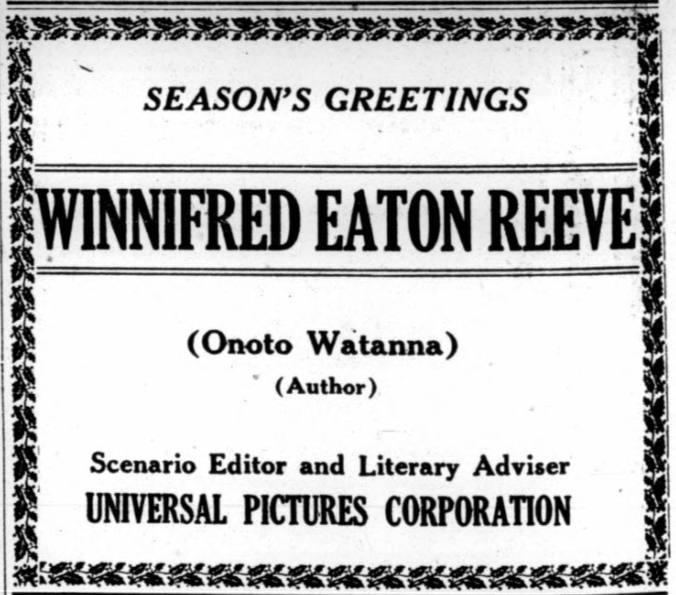 SEASON'S GREETINGS
WINNIFRED EATON REEVE
(Onoto Watanna)
(Author)
Scenario Editor and Literary Adviser
UNIVERSAL PICTURES CORPORATION